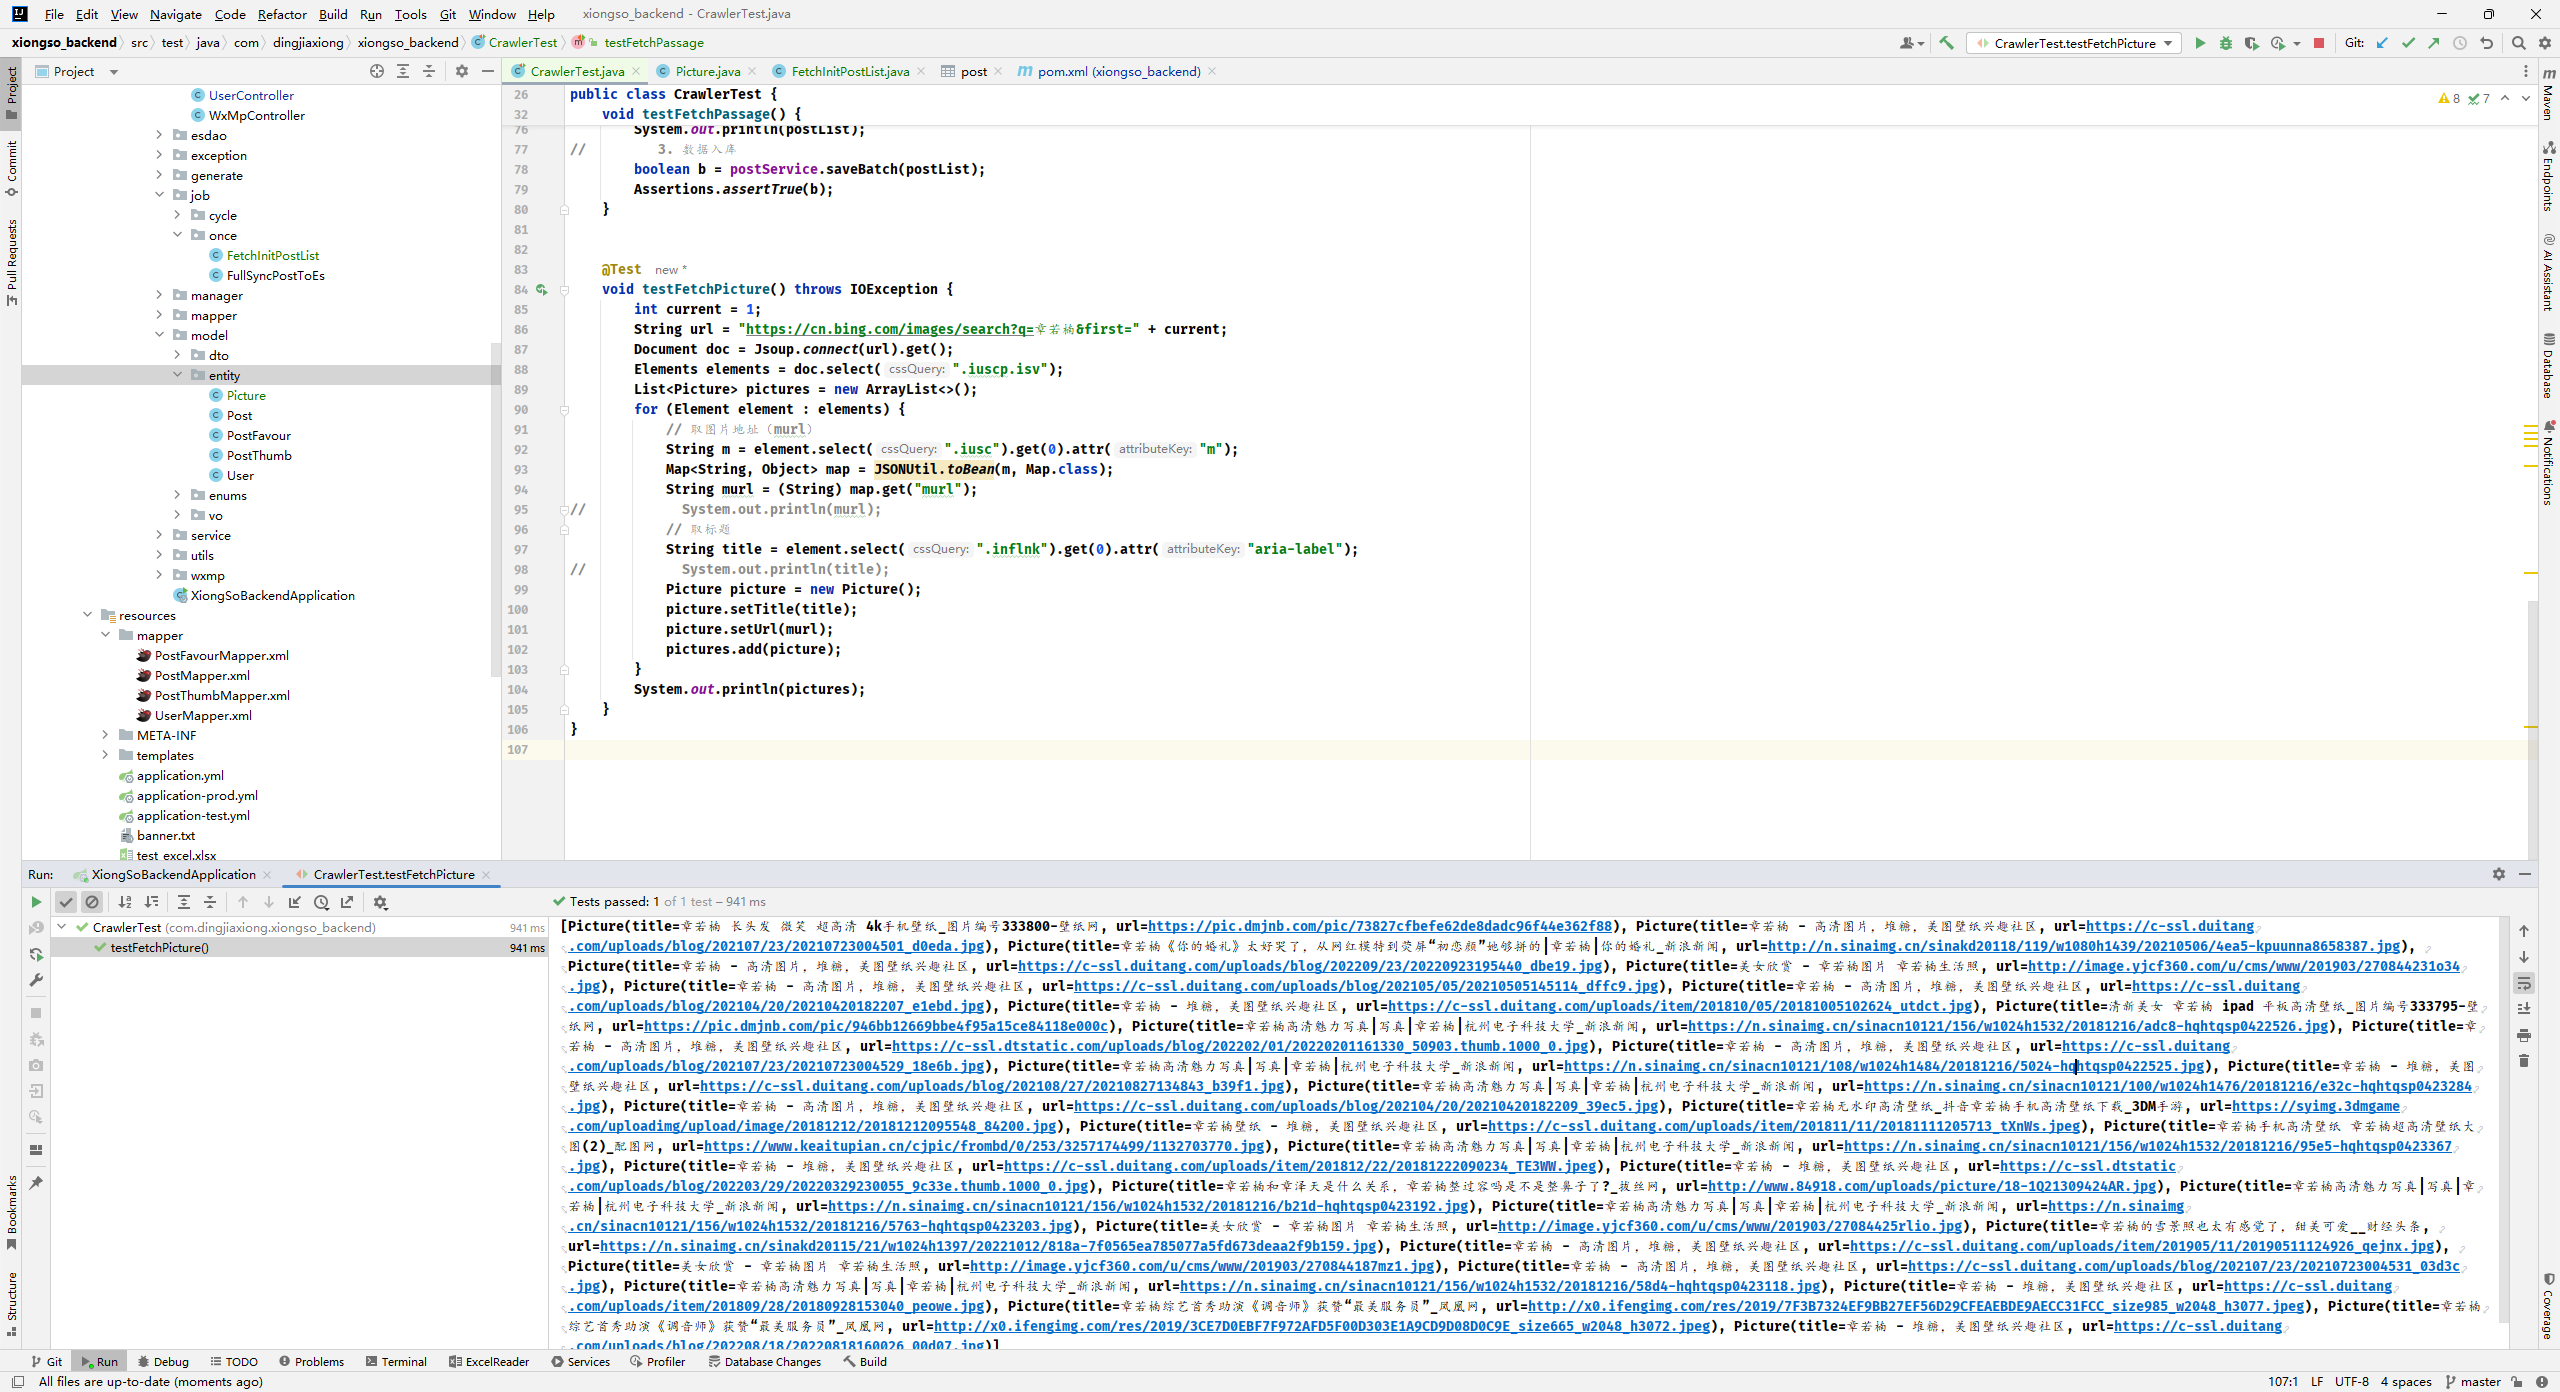 File Edit View Navigate Code Refactor Build Run Tools Git Window Help xiongso_backend - CrawlerTest.java
xiongso_backend src test java com dingjiaxiong xiongso_backend CrawlerTest testFetchPassage CrawlerTest.testFetchPicture Git:
Project
CrawlerTest.java Picture.java FetchInitPostList.java post pom.xml (xiongso_backend)
UserController
WxMpController
esdao
exception
generate
job
cycle
once
FetchInitPostList
FullSyncPostToEs
manager
mapper
model
dto
entity
Picture
Post
PostFavour
PostThumb
User
enums
vo
service
utils
wxmp
XiongSoBackendApplication
resources
mapper
PostFavourMapper.xml
PostMapper.xml
PostThumbMapper.xml
UserMapper.xml
META-INF
templates
application.yml
application-prod.yml
application-test.yml
banner.txt
test excel.xlsx
8 7
26 public class CrawlerTest {
32 void testFetchPassage() {
76 System.out.println(postList);
77 // 3. 数据入库
78 boolean b = postService.saveBatch(postList);
79 Assertions.assertTrue(b);
80 }
81
82
83 @Test new *
84 void testFetchPicture() throws IOException {
85 int current = 1;
86 String url = "https://cn.bing.com/images/search?q=章若楠&first=" + current;
87 Document doc = Jsoup.connect(url).get();
88 Elements elements = doc.select( cssQuery: ".iuscp.isv");
89 List<Picture> pictures = new ArrayList<>();
90 for (Element element : elements) {
91 // 取图片地址（murl）
92 String m = element.select( cssQuery: ".iusc").get(0).attr( attributeKey: "m");
93 Map<String, Object> map = JSONUtil.toBean(m, Map.class);
94 String murl = (String) map.get("murl");
95 // System.out.println(murl);
96 // 取标题
97 String title = element.select( cssQuery: ".inflnk").get(0).attr( attributeKey: "aria-label");
98 // System.out.println(title);
99 Picture picture = new Picture();
100 picture.setTitle(title);
101 picture.setUrl(murl);
102 pictures.add(picture);
103 }
104 System.out.println(pictures);
105 }
106 }
107
Project
Commit
Pull Requests
Bookmarks
Structure
Maven
Endpoints
AI Assistant
Database
Notifications
Coverage
Run: XiongSoBackendApplication CrawlerTest.testFetchPicture
Tests passed: 1 of 1 test – 941 ms
CrawlerTest (com.dingjiaxiong.xiongso_backend) 941 ms
testFetchPicture() 941 ms
[Picture(title=章若楠 长头发 微笑 超高清 4k手机壁纸_图片编号333800-壁纸网, url=https://pic.dmjnb.com/pic/73827cfbefe62de8dadc96f44e362f88), Picture(title=章若楠 - 高清图片, 堆糖, 美图壁纸兴趣社区, url=https://c-ssl.duitang
.com/uploads/blog/202107/23/20210723004501_d0eda.jpg), Picture(title=章若楠《你的婚礼》太好哭了, 从网红模特到荧屏“初恋颜”她够拼的|章若楠|你的婚礼_新浪新闻, url=http://n.sinaimg.cn/sinakd20118/119/w1080h1439/20210506/4ea5-kpuunna8658387.jpg),
Picture(title=章若楠 - 高清图片, 堆糖, 美图壁纸兴趣社区, url=https://c-ssl.duitang.com/uploads/blog/202209/23/20220923195440_dbe19.jpg), Picture(title=美女欣赏 - 章若楠图片 章若楠生活照, url=http://image.yjcf360.com/u/cms/www/201903/270844231o34
.jpg), Picture(title=章若楠 - 高清图片, 堆糖, 美图壁纸兴趣社区, url=https://c-ssl.duitang.com/uploads/blog/202105/05/20210505145114_dffc9.jpg), Picture(title=章若楠 - 高清图片, 堆糖, 美图壁纸兴趣社区, url=https://c-ssl.duitang
.com/uploads/blog/202104/20/20210420182207_e1ebd.jpg), Picture(title=章若楠 - 堆糖, 美图壁纸兴趣社区, url=https://c-ssl.duitang.com/uploads/item/201810/05/20181005102624_utdct.jpg), Picture(title=清新美女 章若楠 ipad 平板高清壁纸_图片编号333795-壁
纸网, url=https://pic.dmjnb.com/pic/946bb12669bbe4f95a15ce84118e000c), Picture(title=章若楠高清魅力写真|写真|章若楠|杭州电子科技大学_新浪新闻, url=https://n.sinaimg.cn/sinacn10121/156/w1024h1532/20181216/adc8-hqhtqsp0422526.jpg), Picture(title=章
若楠 - 高清图片, 堆糖, 美图壁纸兴趣社区, url=https://c-ssl.dtstatic.com/uploads/blog/202202/01/20220201161330_50903.thumb.1000_0.jpg), Picture(title=章若楠 - 高清图片, 堆糖, 美图壁纸兴趣社区, url=https://c-ssl.duitang
.com/uploads/blog/202107/23/20210723004529_18e6b.jpg), Picture(title=章若楠高清魅力写真|写真|章若楠|杭州电子科技大学_新浪新闻, url=https://n.sinaimg.cn/sinacn10121/108/w1024h1484/20181216/5024-hqhtqsp0422525.jpg), Picture(title=章若楠 - 堆糖, 美图
壁纸兴趣社区, url=https://c-ssl.duitang.com/uploads/blog/202108/27/20210827134843_b39f1.jpg), Picture(title=章若楠高清魅力写真|写真|章若楠|杭州电子科技大学_新浪新闻, url=https://n.sinaimg.cn/sinacn10121/100/w1024h1476/20181216/e32c-hqhtqsp0423284
.jpg), Picture(title=章若楠 - 高清图片, 堆糖, 美图壁纸兴趣社区, url=https://c-ssl.duitang.com/uploads/blog/202104/20/20210420182209_39ec5.jpg), Picture(title=章若楠无水印高清壁纸_抖音章若楠手机高清壁纸下载_3DM手游, url=https://syimg.3dmgame
.com/uploadimg/upload/image/20181212/20181212095548_84200.jpg), Picture(title=章若楠壁纸 - 堆糖, 美图壁纸兴趣社区, url=https://c-ssl.duitang.com/uploads/item/201811/11/20181111205713_tXnWs.jpeg), Picture(title=章若楠手机高清壁纸 章若楠超高清壁纸大
图(2)_配图网, url=https://www.keaitupian.cn/cjpic/frombd/0/253/3257174499/1132703770.jpg), Picture(title=章若楠高清魅力写真|写真|章若楠|杭州电子科技大学_新浪新闻, url=https://n.sinaimg.cn/sinacn10121/156/w1024h1532/20181216/95e5-hqhtqsp0423367
.jpg), Picture(title=章若楠 - 堆糖, 美图壁纸兴趣社区, url=https://c-ssl.duitang.com/uploads/item/201812/22/20181222090234_TE3WW.jpeg), Picture(title=章若楠 - 堆糖, 美图壁纸兴趣社区, url=https://c-ssl.dtstatic
.com/uploads/blog/202203/29/20220329230055_9c33e.thumb.1000_0.jpg), Picture(title=章若楠和章泽天是什么关系, 章若楠整过容吗是不是整鼻子了?_拔丝网, url=http://www.84918.com/uploads/picture/18-1Q21309424AR.jpg), Picture(title=章若楠高清魅力写真|写真|章
若楠|杭州电子科技大学_新浪新闻, url=https://n.sinaimg.cn/sinacn10121/156/w1024h1532/20181216/b21d-hqhtqsp0423192.jpg), Picture(title=章若楠高清魅力写真|写真|章若楠|杭州电子科技大学_新浪新闻, url=https://n.sinaimg
.cn/sinacn10121/156/w1024h1532/20181216/5763-hqhtqsp0423203.jpg), Picture(title=美女欣赏 - 章若楠图片 章若楠生活照, url=http://image.yjcf360.com/u/cms/www/201903/27084425rlio.jpg), Picture(title=章若楠的雪景照也太有感觉了, 甜美可爱__财经头条,
url=https://n.sinaimg.cn/sinakd20115/21/w1024h1397/20221012/818a-7f0565ea785077a5fd673deaa2f9b159.jpg), Picture(title=章若楠 - 高清图片, 堆糖, 美图壁纸兴趣社区, url=https://c-ssl.duitang.com/uploads/item/201905/11/20190511124926_qejnx.jpg),
Picture(title=美女欣赏 - 章若楠图片 章若楠生活照, url=http://image.yjcf360.com/u/cms/www/201903/270844187mz1.jpg), Picture(title=章若楠 - 高清图片, 堆糖, 美图壁纸兴趣社区, url=https://c-ssl.duitang.com/uploads/blog/202107/23/20210723004531_03d3c
.jpg), Picture(title=章若楠高清魅力写真|写真|章若楠|杭州电子科技大学_新浪新闻, url=https://n.sinaimg.cn/sinacn10121/156/w1024h1532/20181216/58d4-hqhtqsp0423118.jpg), Picture(title=章若楠 - 堆糖, 美图壁纸兴趣社区, url=https://c-ssl.duitang
.com/uploads/item/201809/28/20180928153040_peowe.jpg), Picture(title=章若楠综艺首秀助演《调音师》获赞“最美服务员”_凤凰网, url=http://x0.ifengimg.com/res/2019/7F3B7324EF9BB27EF56D29CFEAEBDE9AECC31FCC_size985_w2048_h3077.jpeg), Picture(title=章若楠
综艺首秀助演《调音师》获赞“最美服务员”_凤凰网, url=http://x0.ifengimg.com/res/2019/3CE7D0EBF7F972AFD5F00D303E1A9CD9D08D0C9E_size665_w2048_h3072.jpeg), Picture(title=章若楠 - 堆糖, 美图壁纸兴趣社区, url=https://c-ssl.duitang
.com/uploads/blog/202208/18/20220818160026_00d07.jpg)]
Git Run Debug TODO Problems Terminal ExcelReader Services Profiler Database Changes Build
All files are up-to-date (moments ago) 107:1 LF UTF-8 4 spaces master